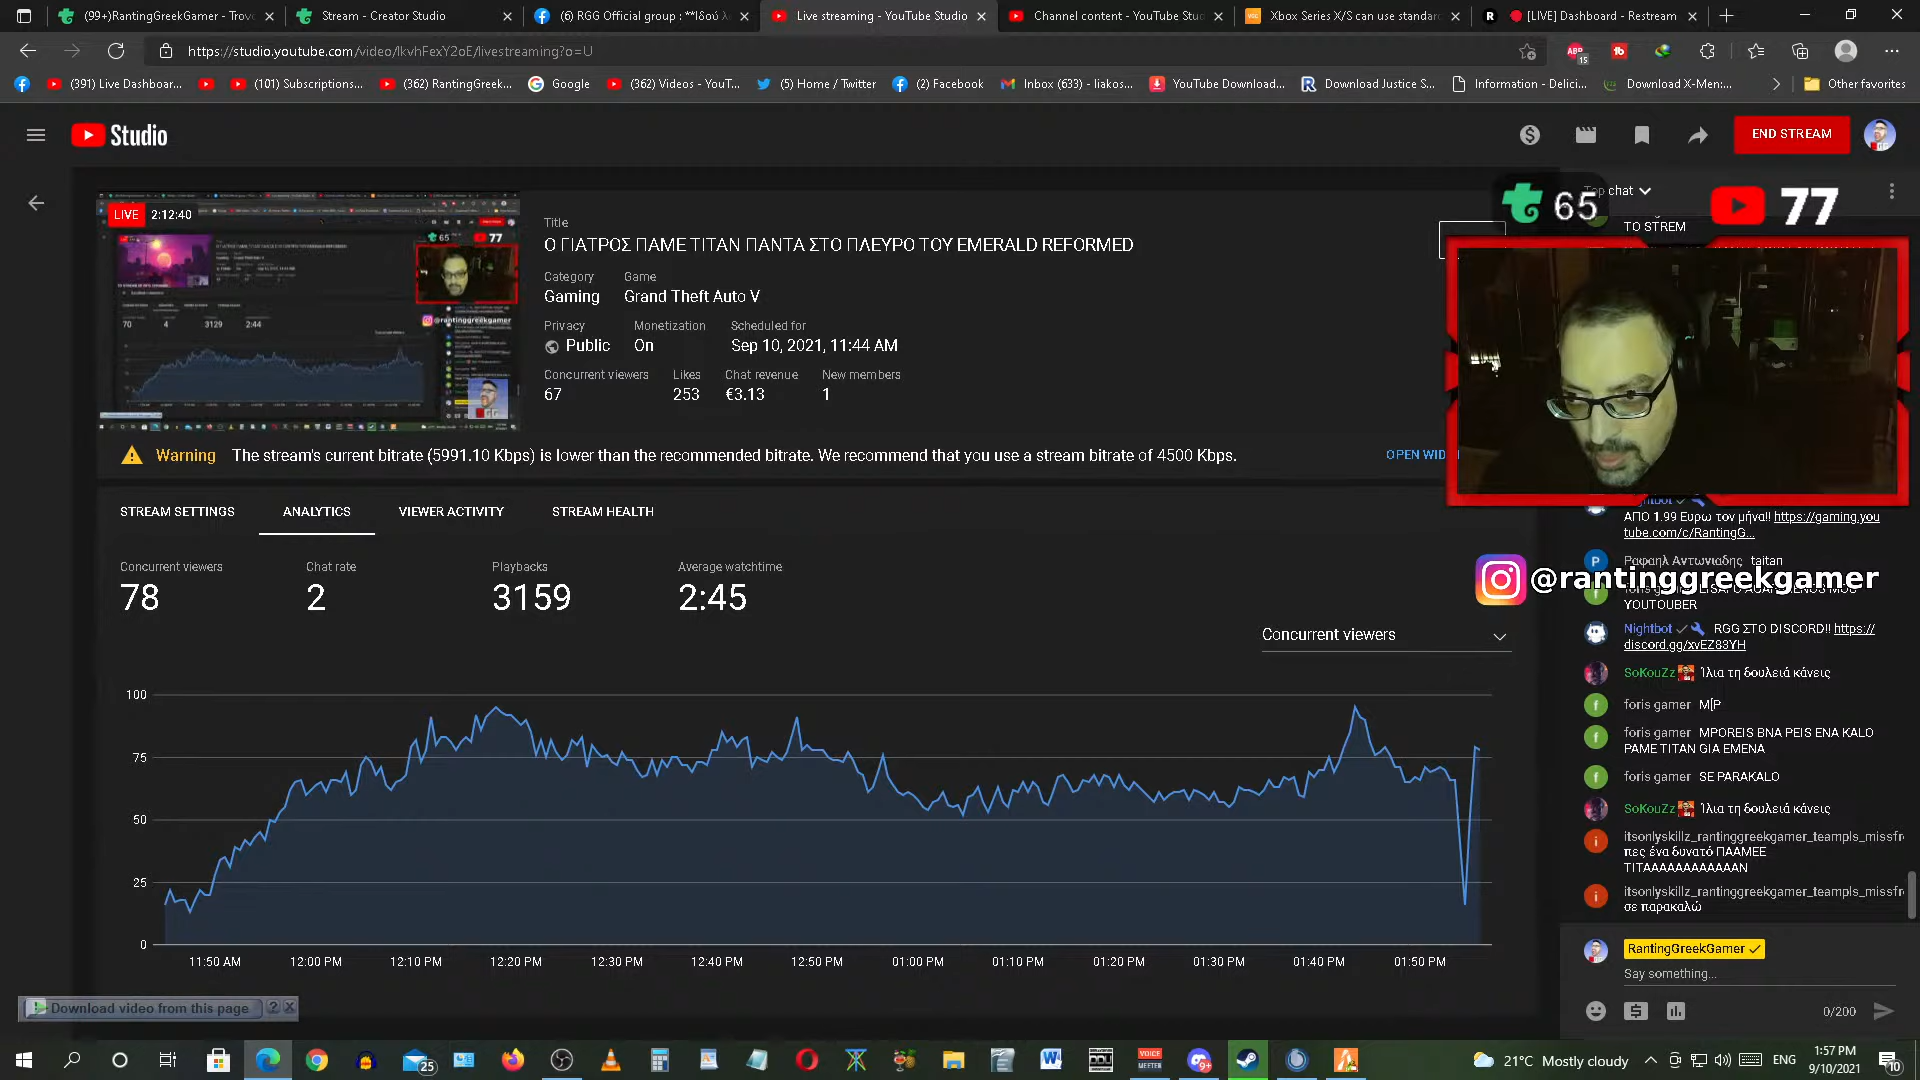 (99+)RantingGreekGamer - Trovo
Stream - Creator Studio
(6) RGG Official group : **Ιδού
Live streaming - YouTube Studio
Channel content - YouTube Stu
Xbox Series X/S can use standar
[LIVE] Dashboard - Restream
https://studio.youtube.com/video/lkvhFexY2oE/livestreaming?o=U
(391) Live Dashboar...
(101) Subscriptions...
(362) RantingGreek...
Google
(362) Videos - YouT...
(5) Home / Twitter
(2) Facebook
Inbox (633) - liakos...
YouTube Download...
Download Justice S...
Information - Delici...
Download X-Men:...
Other favorites
Studio
END STREAM
LIVE 2:12:40
Title
Ο ΓΙΑΤΡΟΣ ΠΑΜΕ ΤΙΤΑΝ ΠΑΝΤΑ ΣΤΟ ΠΛΕΥΡΟ ΤΟΥ EMERALD REFORMED
Category Game
Gaming Grand Theft Auto V
Privacy Monetization Scheduled for
Public On Sep 10, 2021, 11:44 AM
Concurrent viewers Likes Chat revenue New members
67 253 €3.13 1
Warning The stream's current bitrate (5991.10 Kbps) is lower than the recommended bitrate. We recommend that you use a stream bitrate of 4500 Kbps.
OPEN WID
STREAM SETTINGS ANALYTICS VIEWER ACTIVITY STREAM HEALTH
Concurrent viewers Chat rate Playbacks Average watchtime
78 2 3159 2:45
Concurrent viewers
100
75
50
25
0
11:50 AM 12:00 PM 12:10 PM 12:20 PM 12:30 PM 12:40 PM 12:50 PM 01:00 PM 01:10 PM 01:20 PM 01:30 PM 01:40 PM 01:50 PM
Download video from this page
chat
65
77
TO STREM
ΑΠΟ 1.99 Ευρω τον μήνα!! https://gaming.you
tube.com/c/RantingG...
Ραφαηλ Αντωνιαδης taitan
@rantinggreekgamer
YOUTOUBER
Nightbot RGG ΣΤΟ DISCORD!! https://
discord.gg/xvEZ83YH
SoKouZz Ίλια τη δουλειά κάνεις
foris gamer M[P
foris gamer MPOREIS BNA PEIS ENA KALO
PAME TITAN GIA EMENA
foris gamer SE PARAKALO
SoKouZz Ίλια τη δουλειά κάνεις
itsonlyskillz_rantinggreekgamer_teampls_missfr
πες ένα δυνατό ΠΑΑΜΕΕ
ΤΙΤΑΑΑΑΑΑΑΑΑΑΑΝ
itsonlyskillz_rantinggreekgamer_teampls_missfr
σε παρακαλώ
RantingGreekGamer
Say something...
0/200
25
VOICE
MEETER
9+
21°C Mostly cloudy
ENG
1:57 PM
9/10/2021
10